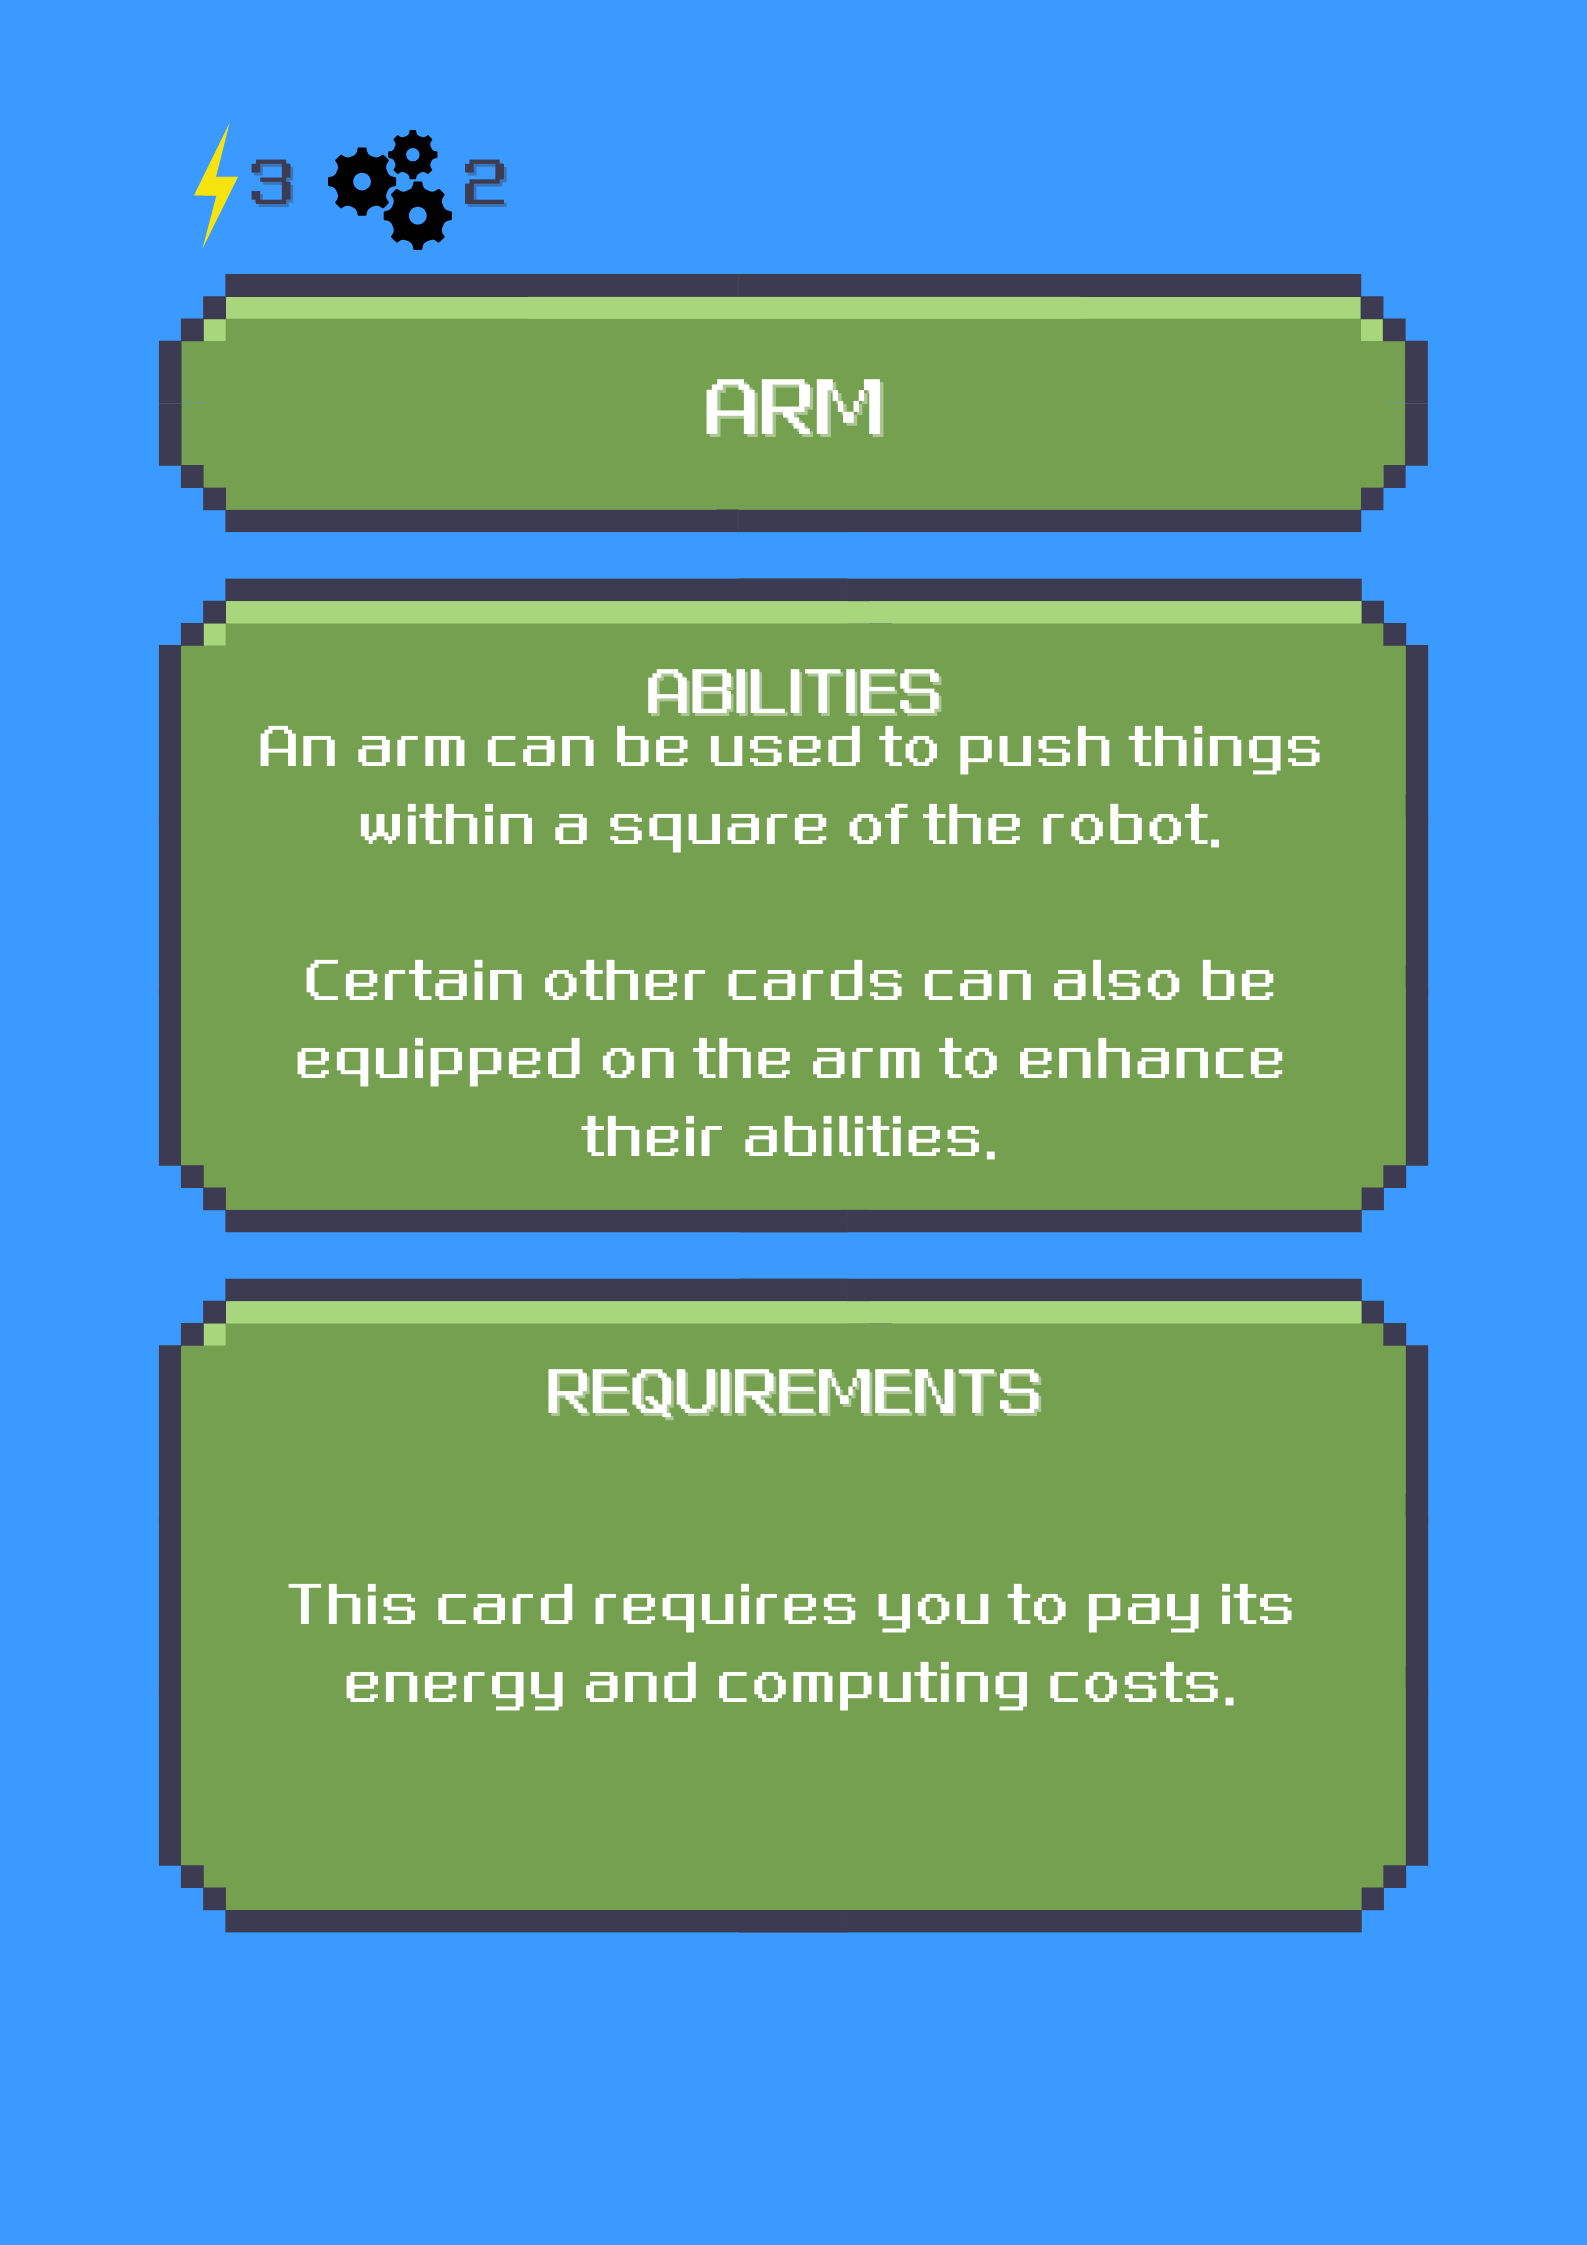 3 2
ARM
ABILITIES
An arm can be used to push things
within a square of the robot.
Certain other cards can also be
equipped on the arm to enhance
their abilities.
REQUIREMENTS
This card requires you to pay its
energy and computing costs.